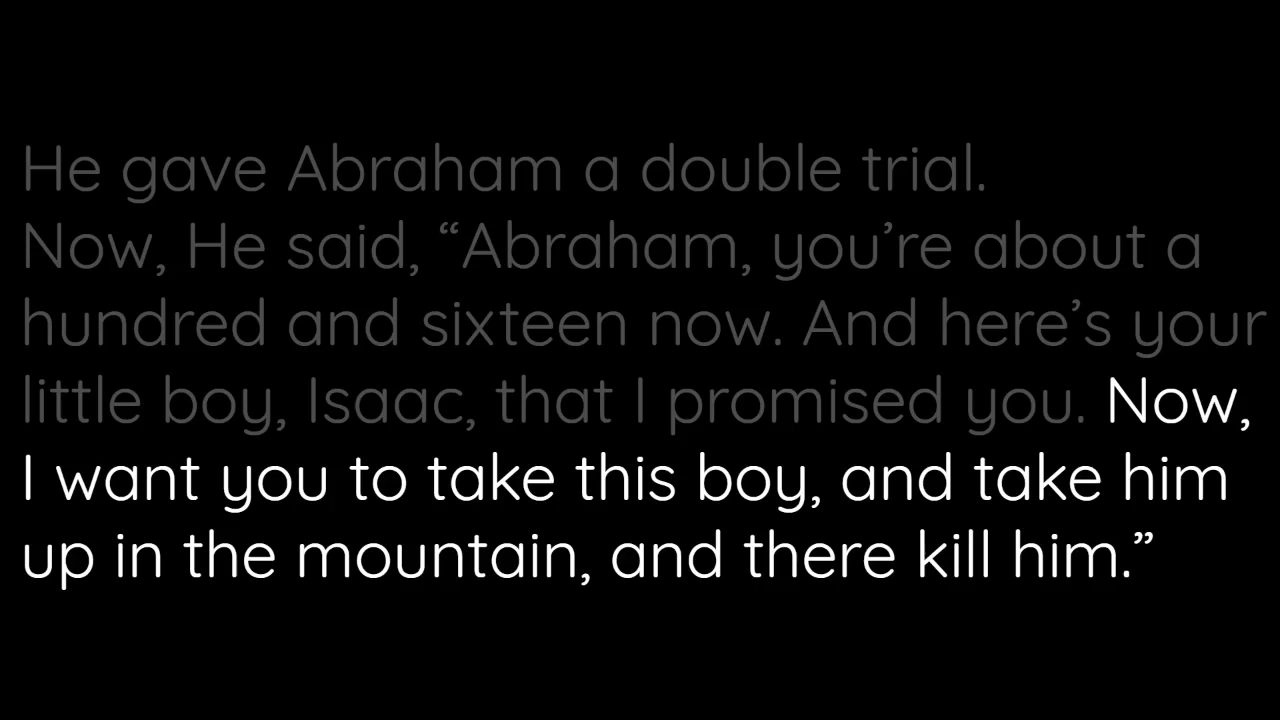 He gave Abraham a double trial.
Now, He said, “Abraham, you’re about a
hundred and sixteen now. And here’s your
little boy, Isaac, that I promised you. Now,
I want you to take this boy, and take him
up in the mountain, and there kill him.”